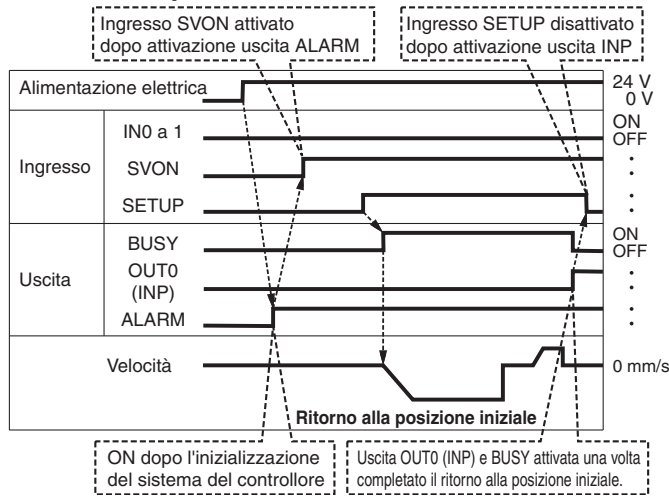 Ingresso SVON attivato
dopo attivazione uscita ALARM
Ingresso SETUP disattivato
dopo attivazione uscita INP
Alimentazione elettrica
24 V
0 V
Ingresso
IN0 a 1
ON
OFF
SVON
SETUP
Uscita
BUSY
ON
OFF
OUT0
(INP)
ALARM
Velocità
0 mm/s
Ritorno alla posizione iniziale
ON dopo l'inizializzazione
del sistema del controllore
Uscita OUT0 (INP) e BUSY attivata una volta
completato il ritorno alla posizione iniziale.